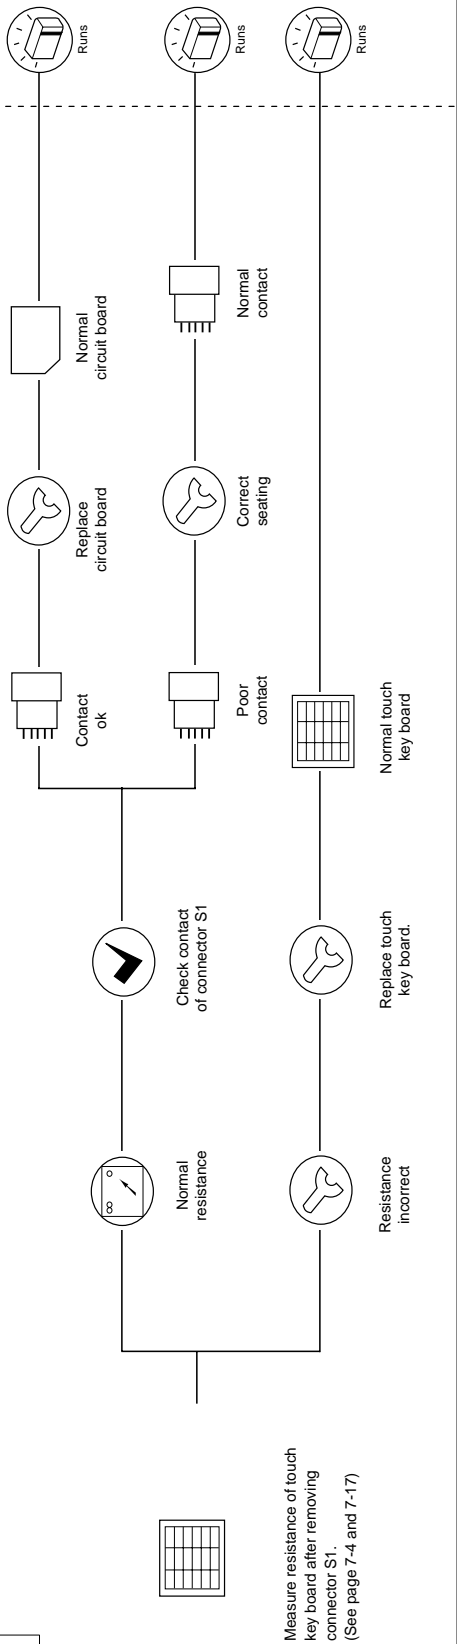 Measure resistance of touch
key board after removing
connector S1.
(See page 7-4 and 7-17)
Normal
resistance
Check contact
of connector S1
Contact
ok
Replace
circuit board
Normal
circuit board
Runs
Poor
contact
Correct
seating
Normal
contact
Runs
Resistance
incorrect
Replace touch
key board.
Normal touch
key board
Runs